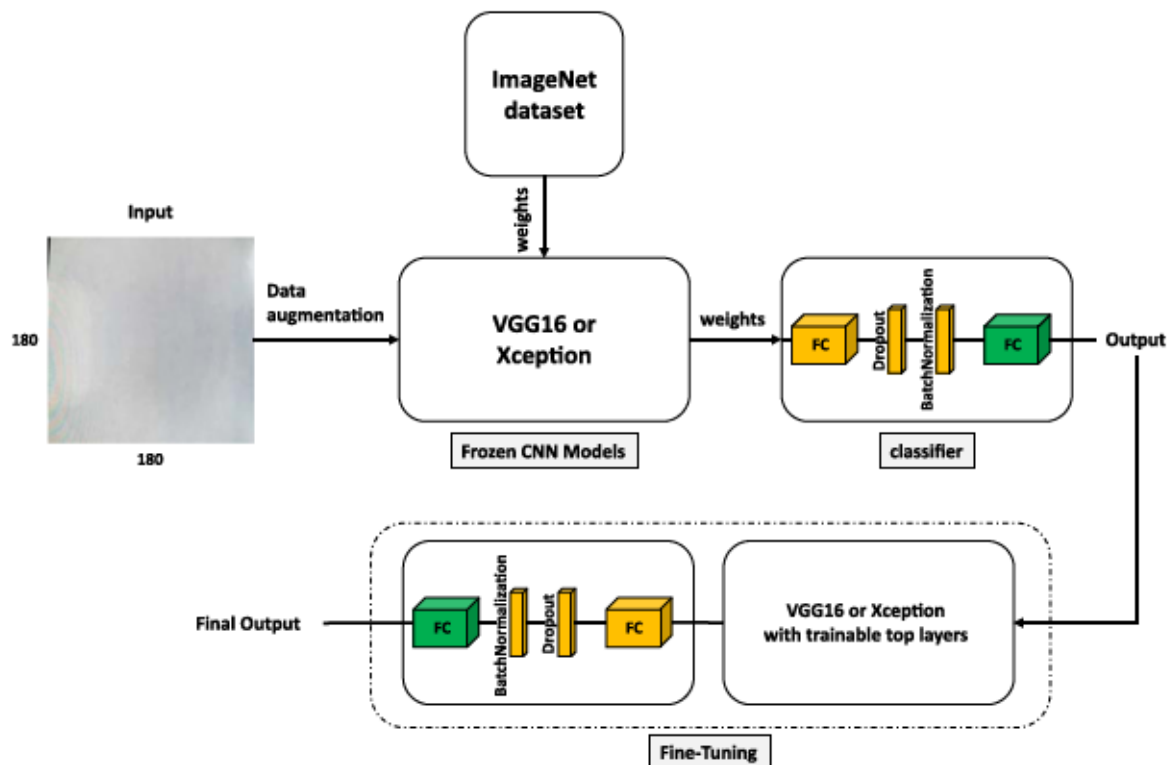 ImageNet
dataset
weights
Input
Data
augmentation
180
180
VGG16 or
Xception
Frozen CNN Models
weights
FC
Dropout
BatchNormalization
FC
classifier
Output
Final Output
FC
BatchNormalization
Dropout
FC
VGG16 or Xception
with trainable top layers
Fine-Tuning